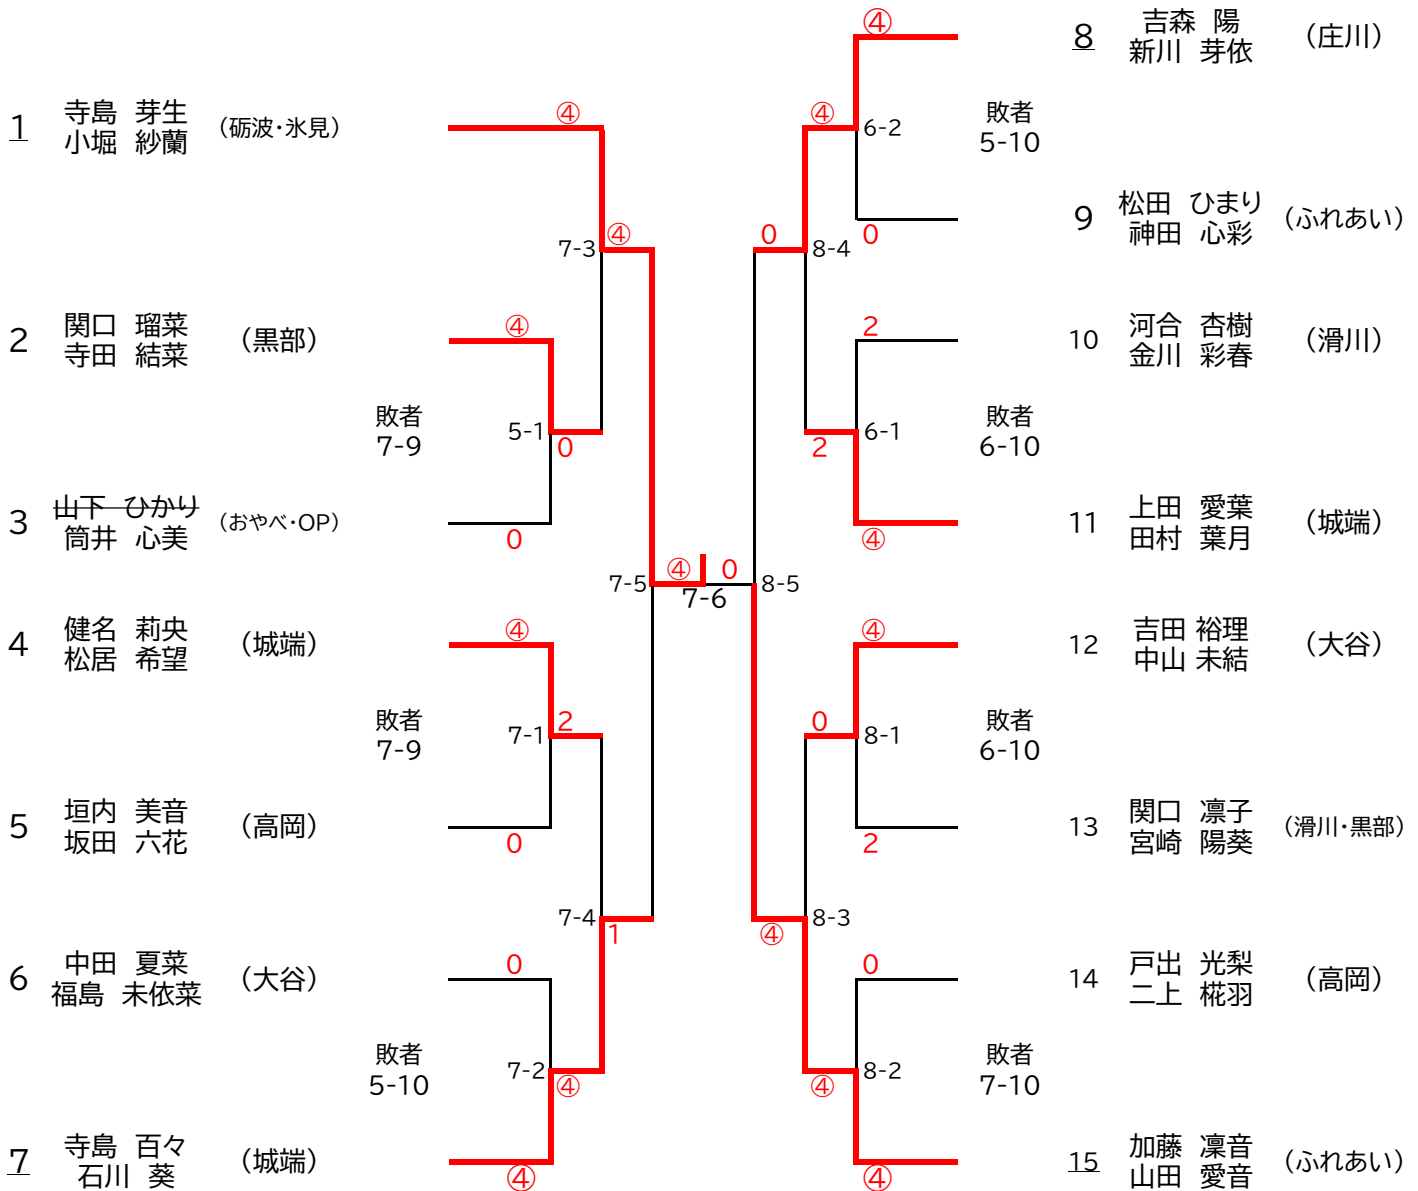 1 寺島 芽生 (砺波・氷見)
小堀 紗蘭
④
7-3
④
2 関口 瑠菜 (黒部)
寺田 結菜
④
敗者
7-9
5-1
0
3 山下 ひかり (おやべ・OP)
筒井 心美
0
4 健名 莉央 (城端)
松居 希望
④
敗者
7-9
7-1
2
5 垣内 美音 (高岡)
坂田 六花
0
7-4
1
6 中田 夏菜 (大谷)
福島 未依菜
0
敗者
5-10
7-2
④
7 寺島 百々 (城端)
石川 葵
④
7-5
④
7-6
0
8-5
8 吉森 陽 (庄川)
新川 芽依
④
④
6-2
敗者
5-10
9 松田 ひまり (ふれあい)
神田 心彩
0
0
8-4
10 河合 杏樹 (滑川)
金川 彩春
2
2
6-1
敗者
6-10
11 上田 愛葉 (城端)
田村 葉月
④
12 吉田 裕理 (大谷)
中山 未結
④
0
8-1
敗者
6-10
13 関口 凛子 (滑川・黒部)
宮崎 陽葵
2
④
8-3
14 戸出 光梨 (高岡)
二上 椛羽
0
④
8-2
敗者
7-10
15 加藤 凜音 (ふれあい)
山田 愛音
④